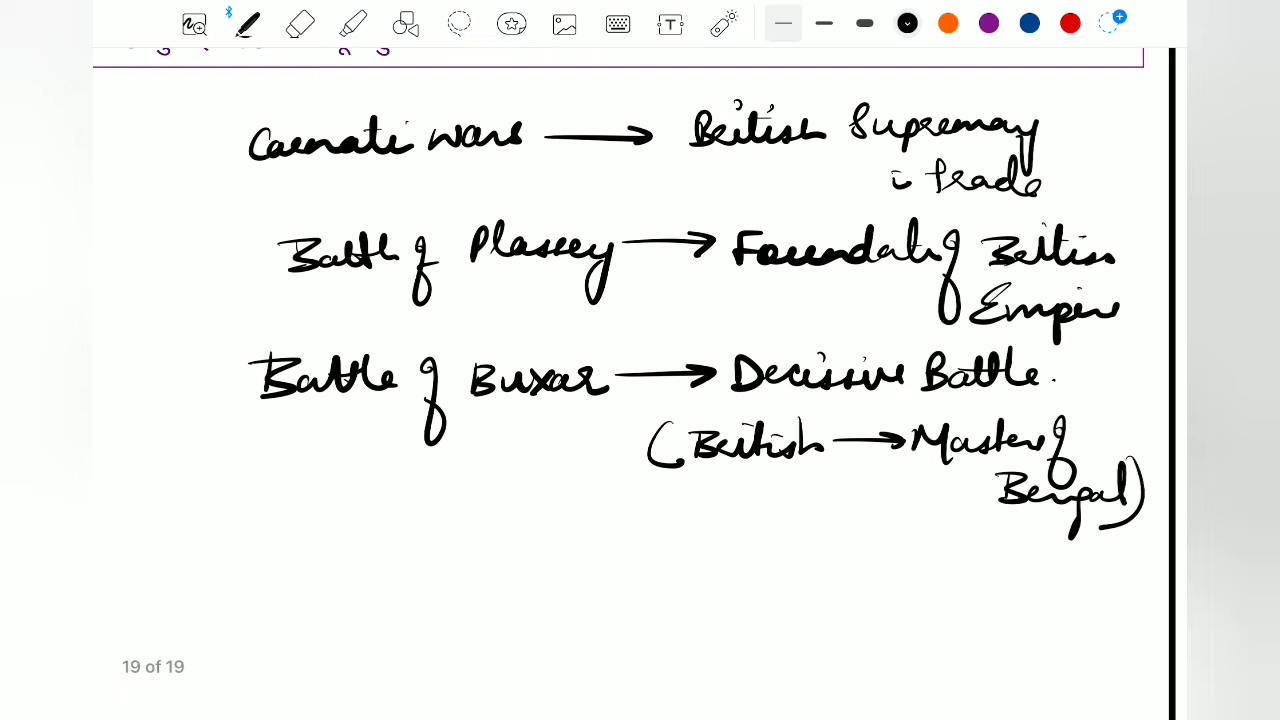 Carnatic wars → British Supremacy
in trade
Battle of Plassey → Foundation of British
Empire
Battle of Buxar → Decissive Battle.
(British → Master of
Bengal)
19 of 19